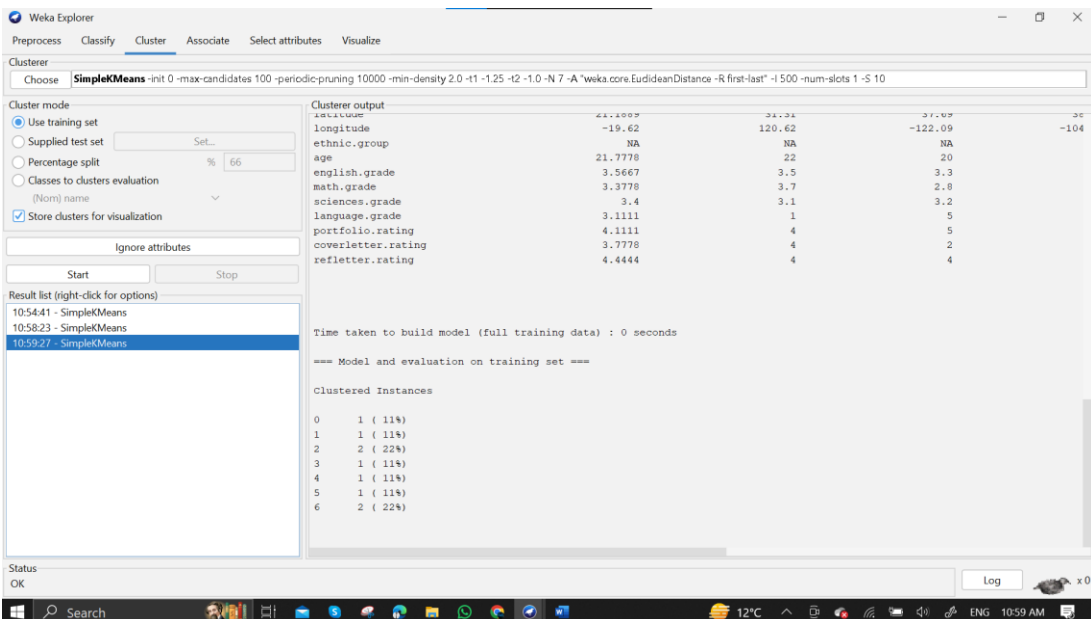 Weka Explorer
Preprocess Classify Cluster Associate Select attributes Visualize
Clusterer
Choose SimpleKMeans -init 0 -max-candidates 100 -periodic-pruning 10000 -min-density 2.0 -t1 -1.25 -t2 -1.0 -N 7 -A "weka.core.EuclideanDistance -R first-last" -I 500 -num-slots 1 -S 10
Cluster mode
Use training set
Supplied test set Set...
Percentage split % 66
Classes to clusters evaluation
(Nom) name
Store clusters for visualization
Ignore attributes
Start Stop
Result list (right-click for options)
10:54:41 - SimpleKMeans
10:58:23 - SimpleKMeans
10:59:27 - SimpleKMeans
Clusterer output
latitude 21.1889 31.31 37.69
longitude -19.62 120.62 -122.09 -104
ethnic.group NA NA NA
age 21.7778 22 20
english.grade 3.5667 3.5 3.3
math.grade 3.3778 3.7 2.8
sciences.grade 3.4 3.1 3.2
language.grade 3.1111 1 5
portfolio.rating 4.1111 4 5
coverletter.rating 3.7778 4 2
refletter.rating 4.4444 4 4
Time taken to build model (full training data) : 0 seconds
=== Model and evaluation on training set ===
Clustered Instances
0 1 ( 11%)
1 1 ( 11%)
2 2 ( 22%)
3 1 ( 11%)
4 1 ( 11%)
5 1 ( 11%)
6 2 ( 22%)
Status
OK
Log x 0
Search 12°C ENG 10:59 AM